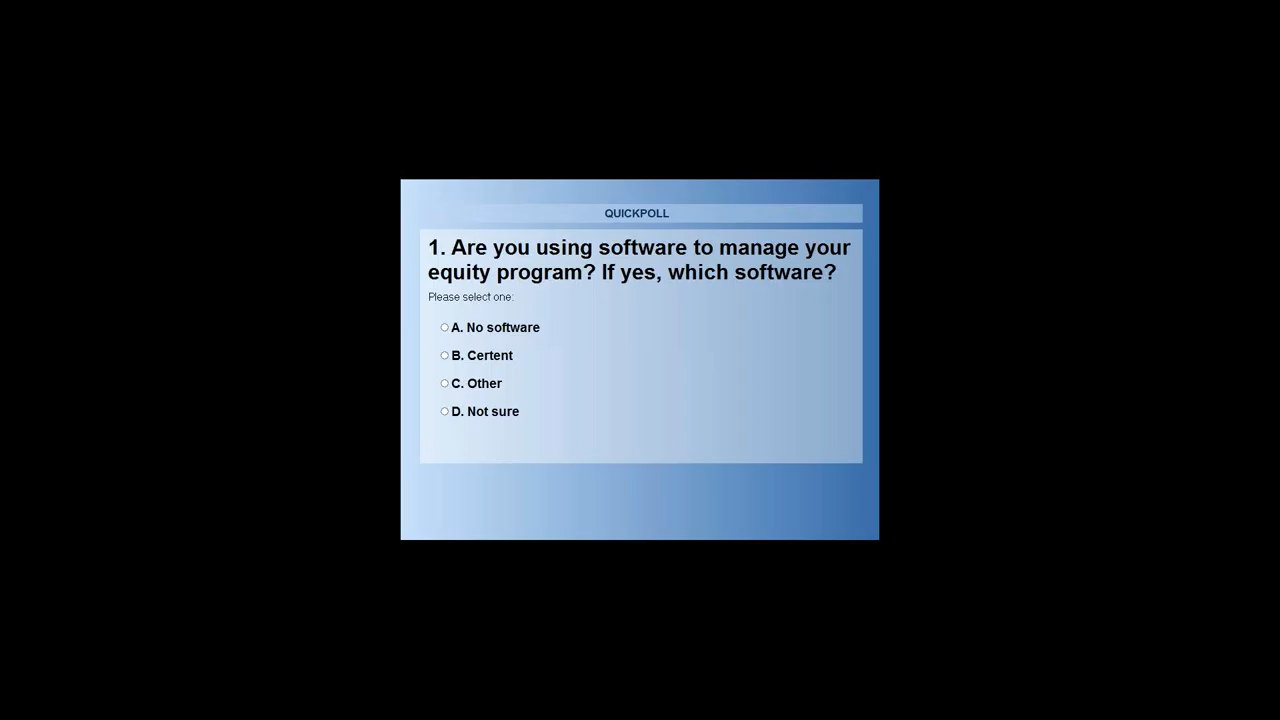 QUICKPOLL
1. Are you using software to manage your
equity program? If yes, which software?
Please select one:
A. No software
B. Certent
C. Other
D. Not sure